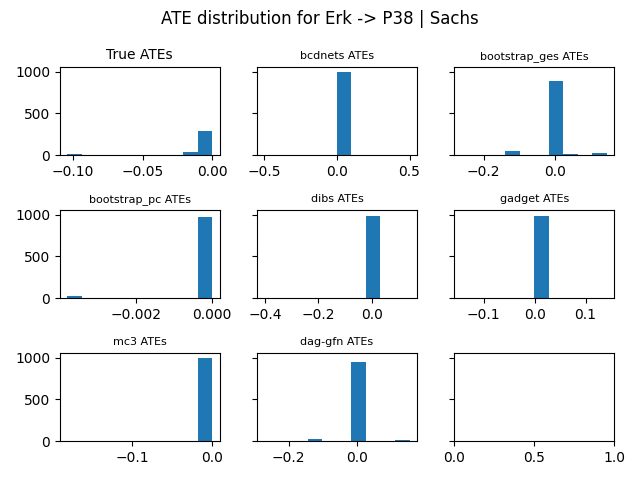 ATE distribution for Erk -> P38 | Sachs
True ATEs
bcdnets ATEs
bootstrap_ges ATEs
1000
500
0
−0.10 −0.05 0.00
−0.5 0.0 0.5
−0.2 0.0
bootstrap_pc ATEs
dibs ATEs
gadget ATEs
1000
500
0
−0.002 0.000
−0.4 −0.2 0.0
−0.1 0.0 0.1
mc3 ATEs
dag-gfn ATEs
1000
500
0
−0.1 0.0
−0.2 0.0
0.0 0.5 1.0